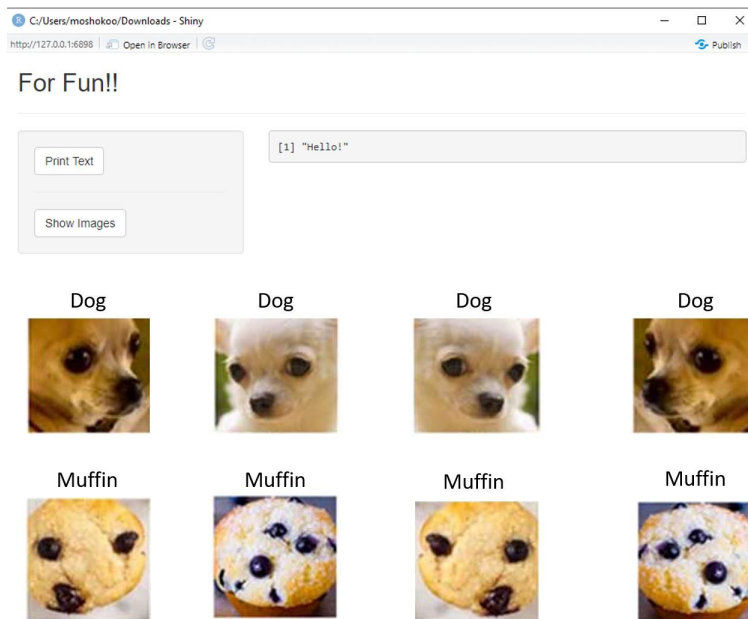 C:/Users/moshokoo/Downloads - Shiny
http://127.0.0.1:6898 Open in Browser Publish
For Fun!!
Print Text
[1] "Hello!"
Show Images
Dog Dog Dog Dog
Muffin Muffin Muffin Muffin